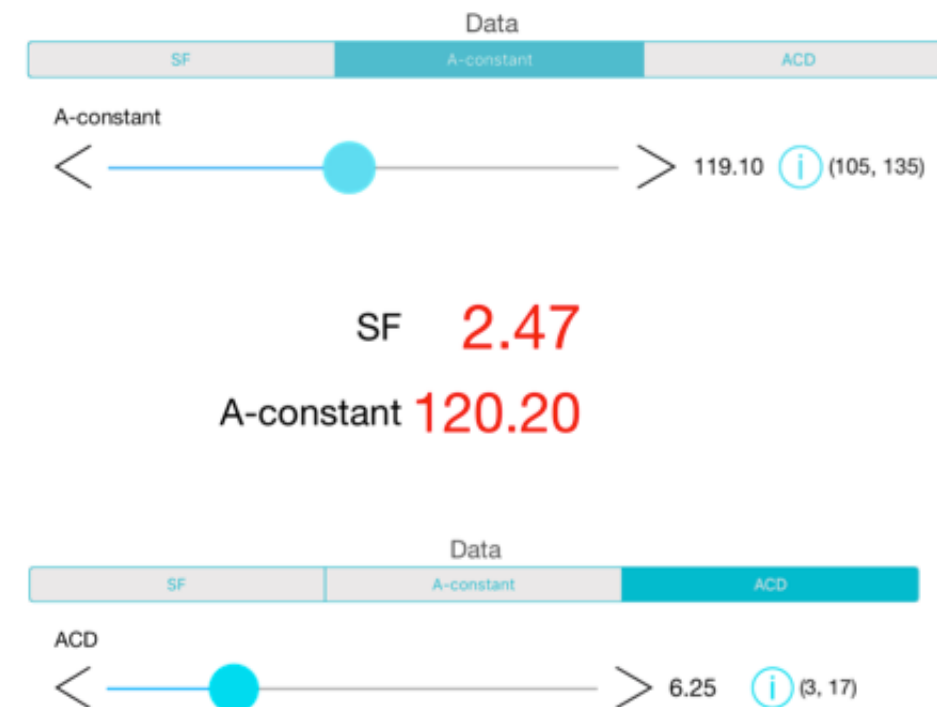 Data
SF A-constant ACD
A-constant
119.10 i (105, 135)
SF 2.47
A-constant 120.20
Data
SF A-constant ACD
ACD
6.25 i (3, 17)